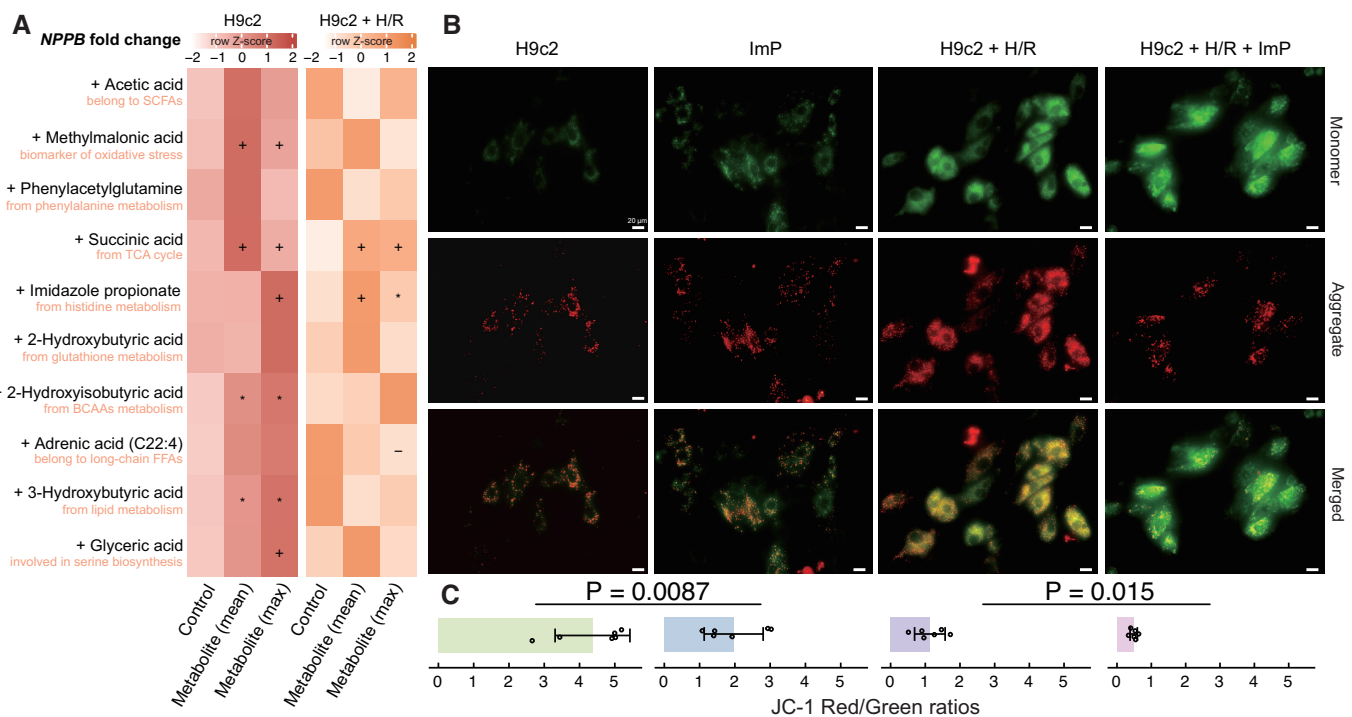 A
H9c2
H9c2 + H/R
NPPB fold change
row Z-score
row Z-score
−2 −1 0 1 2
−2 −1 0 1 2
+ Acetic acid
belong to SCFAs
+ Methylmalonic acid
biomarker of oxidative stress
+ +
+ Phenylacetylglutamine
from phenylalanine metabolism
+ Succinic acid
from TCA cycle
+ + + +
+ Imidazole propionate
from histidine metabolism
+ + *
+ 2-Hydroxybutyric acid
from glutathione metabolism
+ 2-Hydroxyisobutyric acid
from BCAAs metabolism
* *
+ Adrenic acid (C22:4)
belong to long-chain FFAs
−
+ 3-Hydroxybutyric acid
from lipid metabolism
* *
+ Glyceric acid
involved in serine biosynthesis
+
Control
Metabolite (mean)
Metabolite (max)
Control
Metabolite (mean)
Metabolite (max)
B
H9c2
ImP
H9c2 + H/R
H9c2 + H/R + ImP
20 µm
Monomer
Aggregate
Merged
C
P = 0.0087
P = 0.015
0 1 2 3 4 5
0 1 2 3 4 5
0 1 2 3 4 5
0 1 2 3 4 5
JC-1 Red/Green ratios